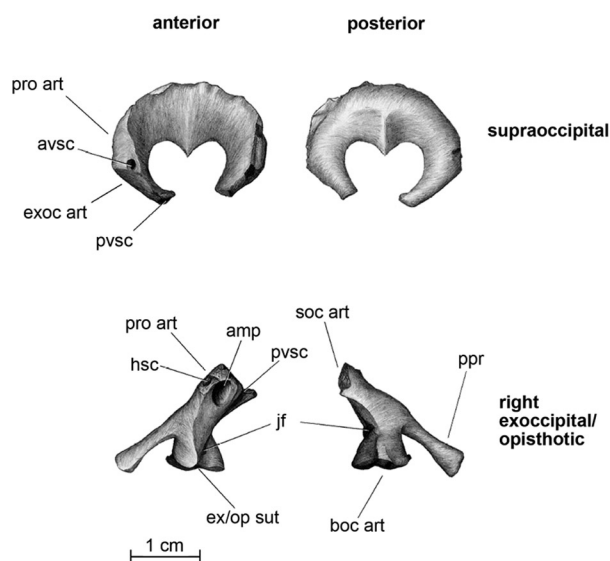 anterior
posterior
pro art
avsc
exoc art
pvsc
supraoccipital
pro art
hsc
amp
pvsc
jf
ex/op sut
soc art
ppr
boc art
right
exoccipital/
opisthotic
1 cm